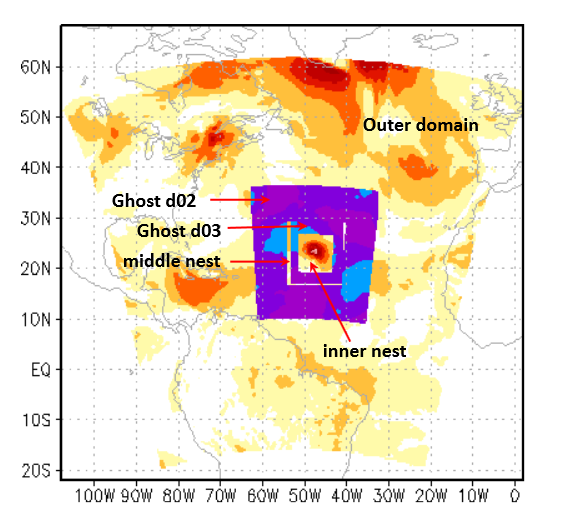 60N
50N
Outer domain
40N
Ghost d02
30N
Ghost d03
middle nest
20N
10N
inner nest
EQ
10S
20S
100W 90W 80W 70W 60W 50W 40W 30W 20W 10W 0